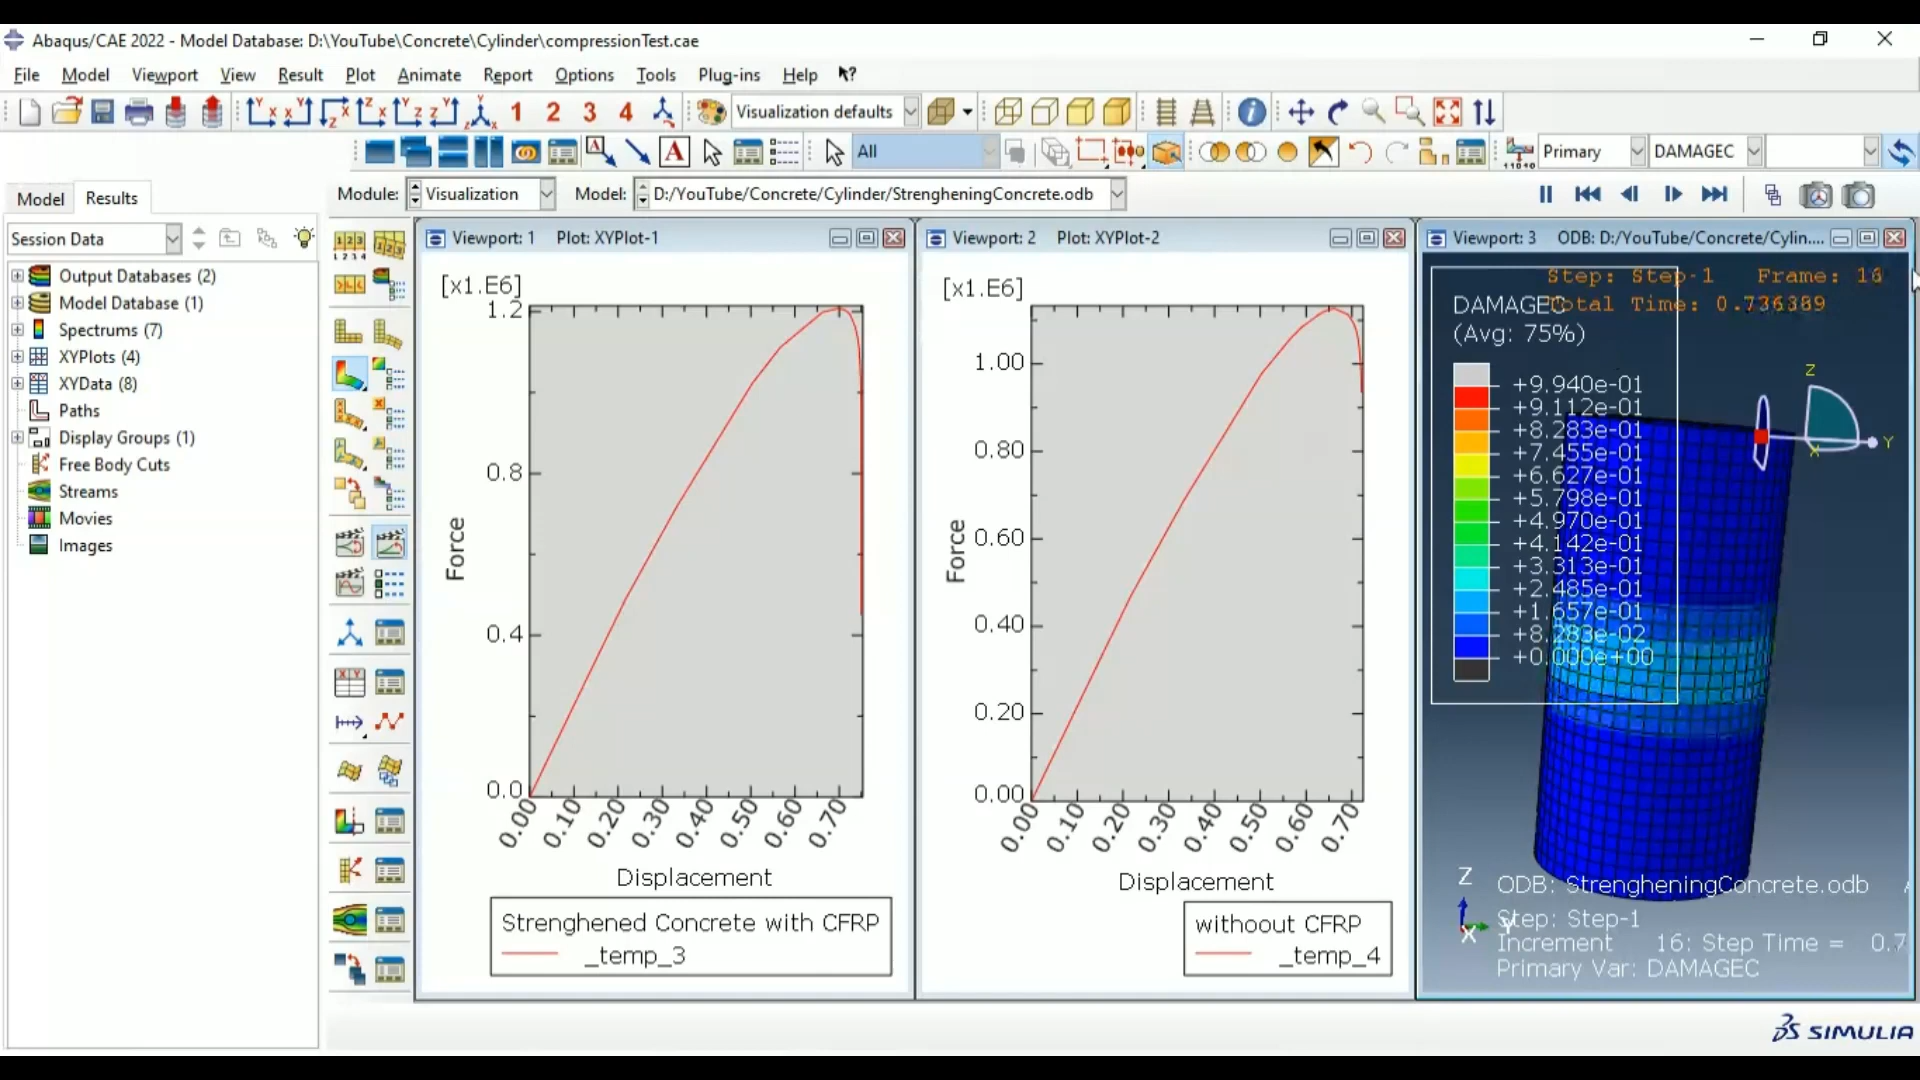 Abaqus/CAE 2022 - Model Database: D:\YouTube\Concrete\Cylinder\compressionTest.cae
File Model Viewport View Result Plot Animate Report Options Tools Plug-ins Help
1 2 3 4 Visualization defaults
All Primary DAMAGEC
Model Results
Module: Visualization Model: D:/YouTube/Concrete/Cylinder/StrengheningConcrete.odb
Session Data
Output Databases (2)
Model Database (1)
Spectrums (7)
XYPlots (4)
XYData (8)
Paths
Display Groups (1)
Free Body Cuts
Streams
Movies
Images
Viewport: 1 Plot: XYPlot-1
[x1.E6]
1.2
0.8
0.4
0.0
Force
0.00 0.10 0.20 0.30 0.40 0.50 0.60 0.70
Displacement
Strenghened Concrete with CFRP
_temp_3
Viewport: 2 Plot: XYPlot-2
[x1.E6]
1.00
0.80
0.60
0.40
0.20
0.00
Force
0.00 0.10 0.20 0.30 0.40 0.50 0.60 0.70
Displacement
withoout CFRP
_temp_4
Viewport: 3 ODB: D:/YouTube/Concrete/Cylin....
Step: Step-1 Frame: 16
Total Time: 0.736389
DAMAGEC
(Avg: 75%)
+9.940e-01
+9.112e-01
+8.283e-01
+7.455e-01
+6.627e-01
+5.798e-01
+4.970e-01
+4.142e-01
+3.313e-01
+2.485e-01
+1.657e-01
+8.283e-02
+0.000e+00
Z
Y
X
Z
Y
X
ODB: StrengheningConcrete.odb
Step: Step-1
Increment 16: Step Time = 0.7
Primary Var: DAMAGEC
SIMULIA